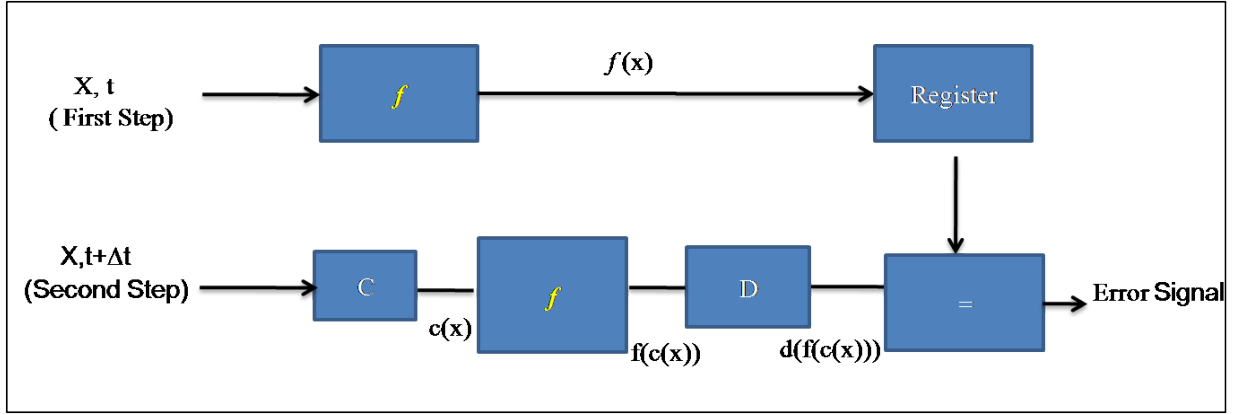 X, t
( First Step)
f
f(x)
Register
X,t+Δt
(Second Step)
C
c(x)
f
f(c(x))
D
d(f(c(x)))
=
Error Signal